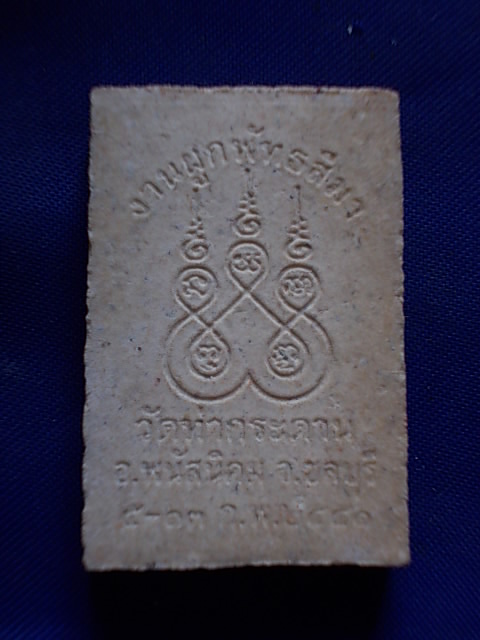 งานผูกพัทธสีมา
วัดท่ากระดาน
อ.พนัสนิคม จ.ชลบุรี
๕-๑๓